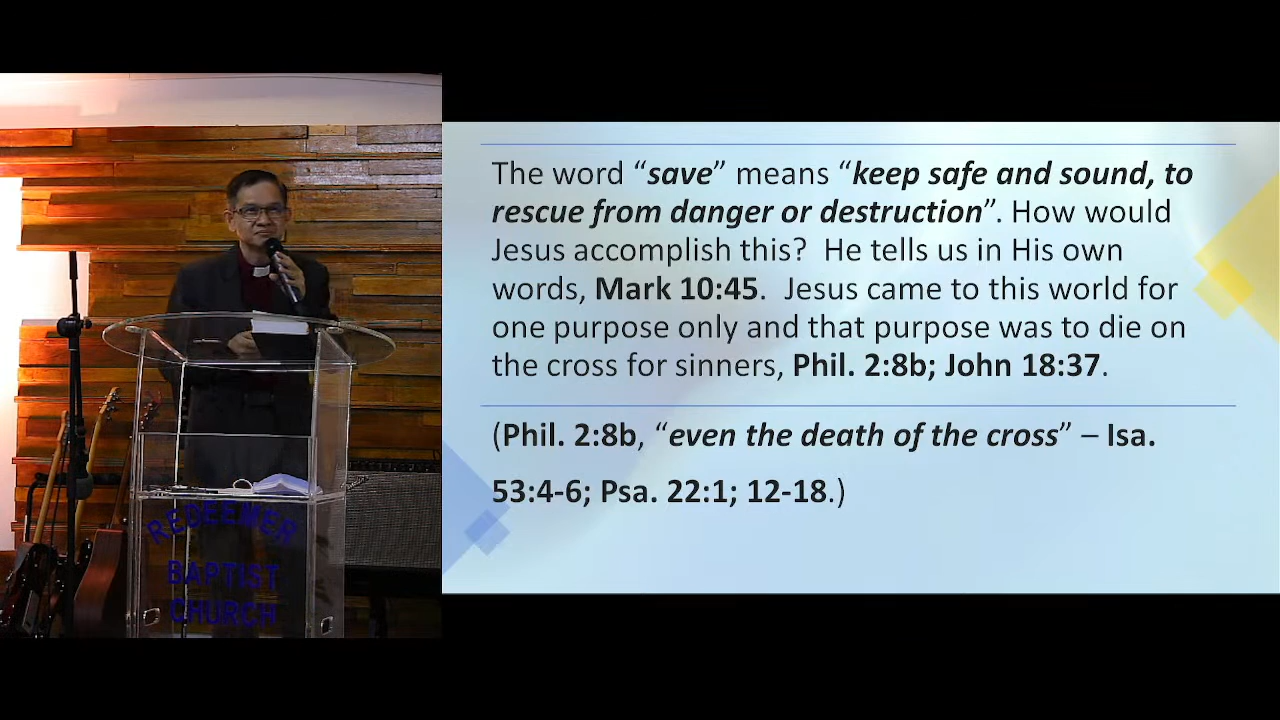 The word “save” means “keep safe and sound, to
rescue from danger or destruction”. How would
Jesus accomplish this?  He tells us in His own
words, Mark 10:45.  Jesus came to this world for
one purpose only and that purpose was to die on
the cross for sinners, Phil. 2:8b; John 18:37.
(Phil. 2:8b, “even the death of the cross” – Isa.
53:4-6; Psa. 22:1; 12-18.)
REDEEMER
BAPTIST
CHURCH